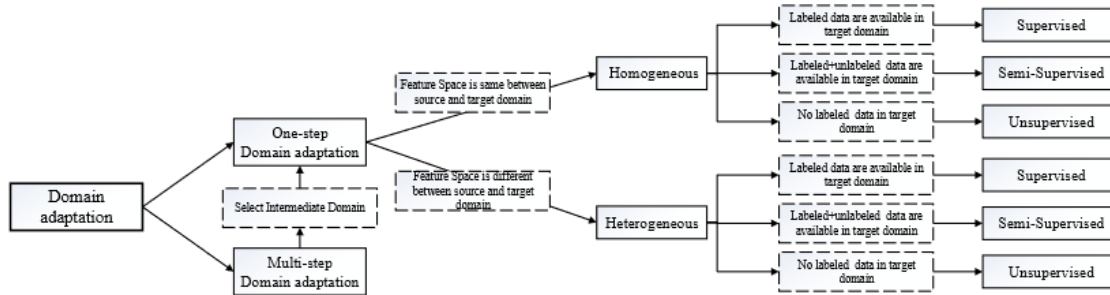 Domain
adaptation
One-step
Domain adaptation
Select Intermediate Domain
Multi-step
Domain adaptation
Feature Space is same between
source and target domain
Feature Space is different
between source and target
domain
Homogeneous
Labeled data are available in
target domain
Supervised
Labeled+unlabeled data are
available in target domain
Semi-Supervised
No labeled data in target
domain
Unsupervised
Heterogeneous
Labeled data are available in
target domain
Supervised
Labeled+unlabeled data are
available in target domain
Semi-Supervised
No labeled data in target
domain
Unsupervised